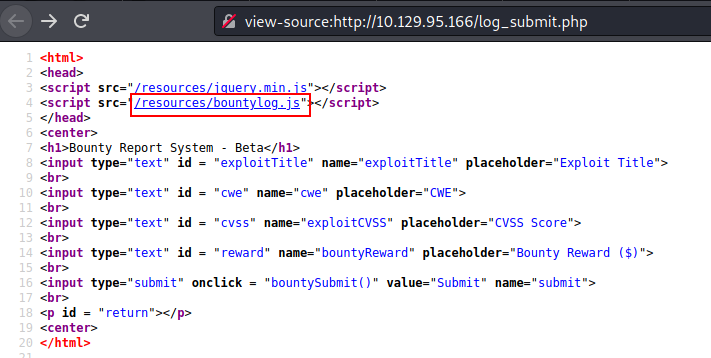 view-source:http://10.129.95.166/log_submit.php
1 <html>
2 <head>
3 <script src="/resources/jquery.min.js"></script>
4 <script src="/resources/bountylog.js"></script>
5 </head>
6 <center>
7 <h1>Bounty Report System - Beta</h1>
8 <input type="text" id = "exploitTitle" name="exploitTitle" placeholder="Exploit Title">
9 <br>
10 <input type="text" id = "cwe" name="cwe" placeholder="CWE">
11 <br>
12 <input type="text" id = "cvss" name="exploitCVSS" placeholder="CVSS Score">
13 <br>
14 <input type="text" id = "reward" name="bountyReward" placeholder="Bounty Reward ($)">
15 <br>
16 <input type="submit" onclick = "bountySubmit()" value="Submit" name="submit">
17 <br>
18 <p id = "return"></p>
19 <center>
20 </html>
21